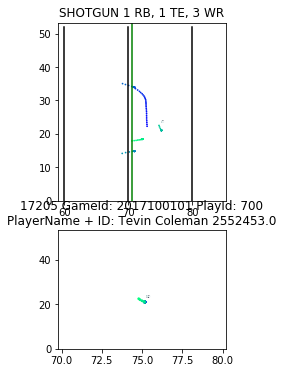 SHOTGUN 1 RB, 1 TE, 3 WR
50
40
30
20
10
0
60 70 80
17205 GameId: 2017100101 PlayId: 700
PlayerName + ID: Tevin Coleman 2552453.0
40
20
0
70.0 72.5 75.0 77.5 80.0